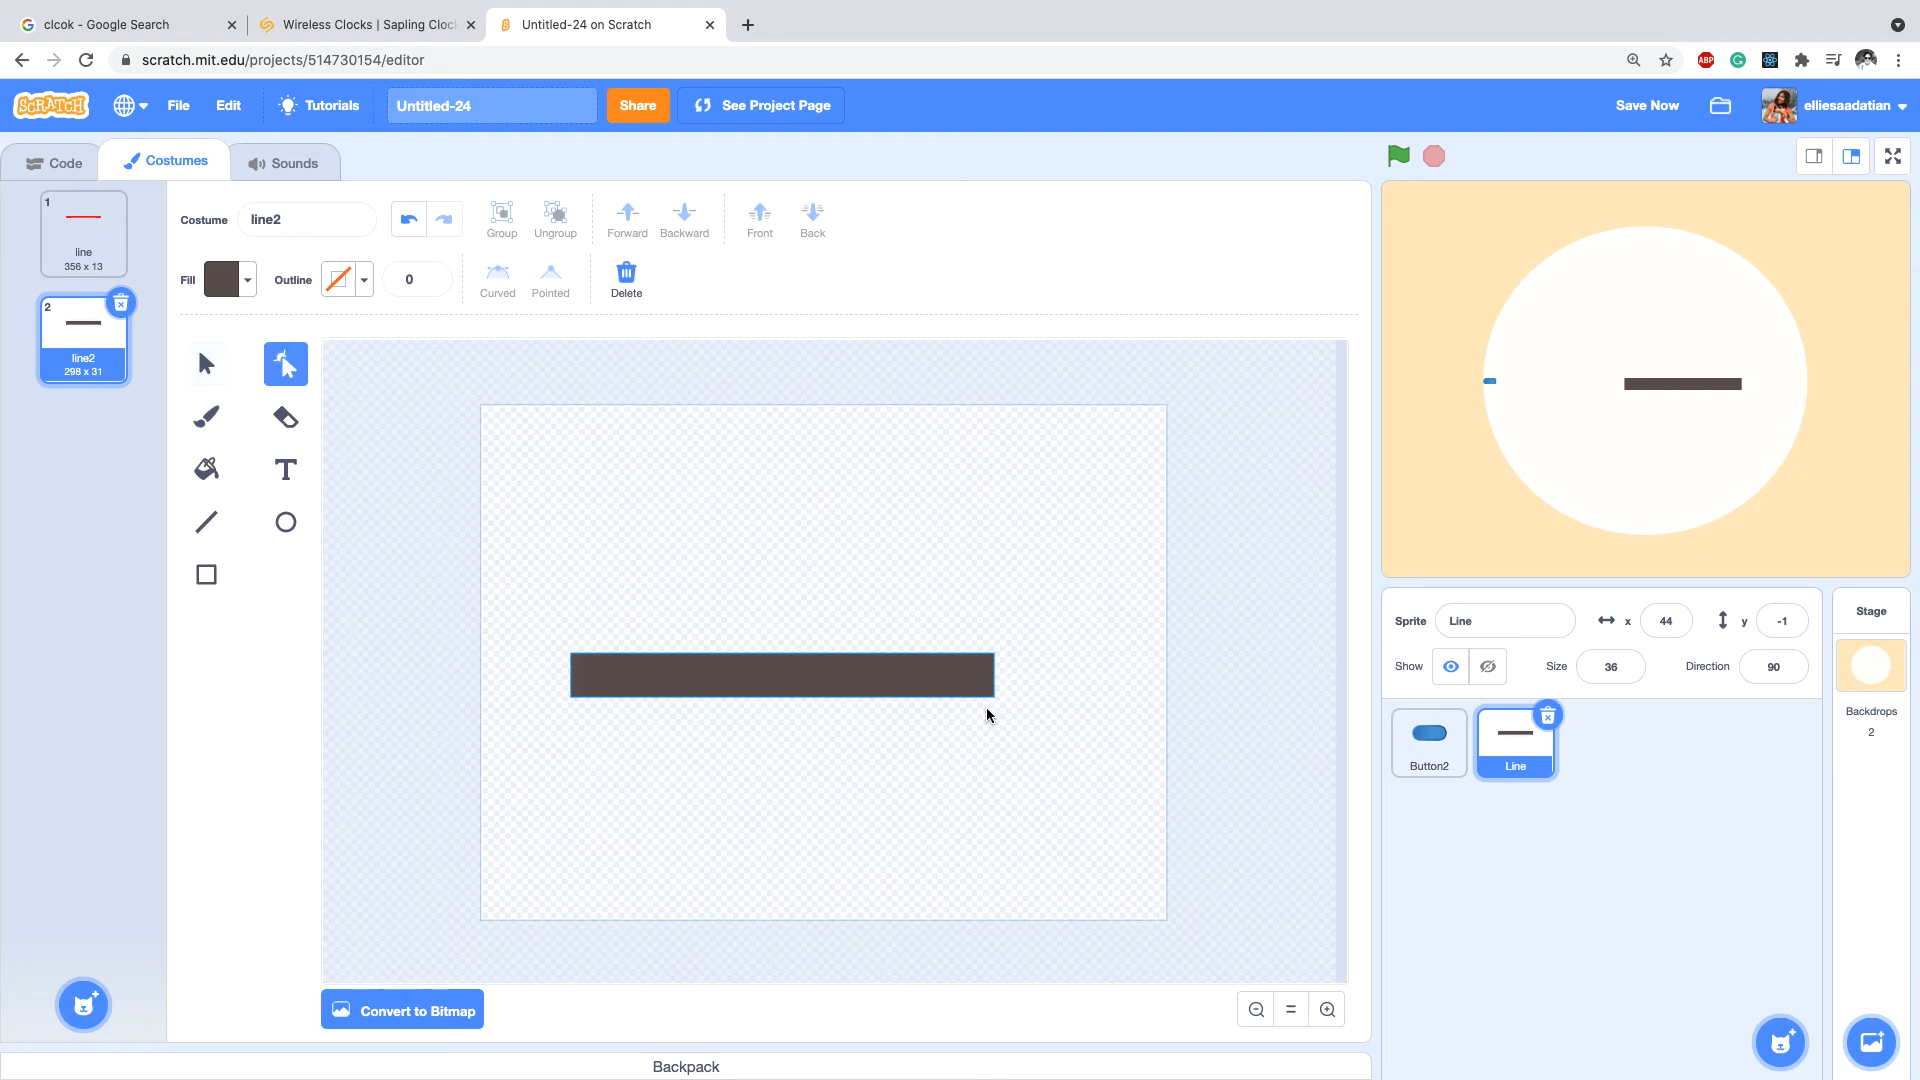 clcok - Google Search
Wireless Clocks | Sapling Cloc
Untitled-24 on Scratch
scratch.mit.edu/projects/514730154/editor
ABP
SCRATCH
File
Edit
Tutorials
Untitled-24
Share
See Project Page
Save Now
elliesaadatian
Code
Costumes
Sounds
1
line
356 x 13
2
line2
298 x 31
Costume
line2
Group
Ungroup
Forward
Backward
Front
Back
Fill
Outline
0
Curved
Pointed
Delete
T
Convert to Bitmap
Backpack
Sprite
Line
x
44
y
-1
Show
Size
36
Direction
90
Button2
Line
Stage
Backdrops
2